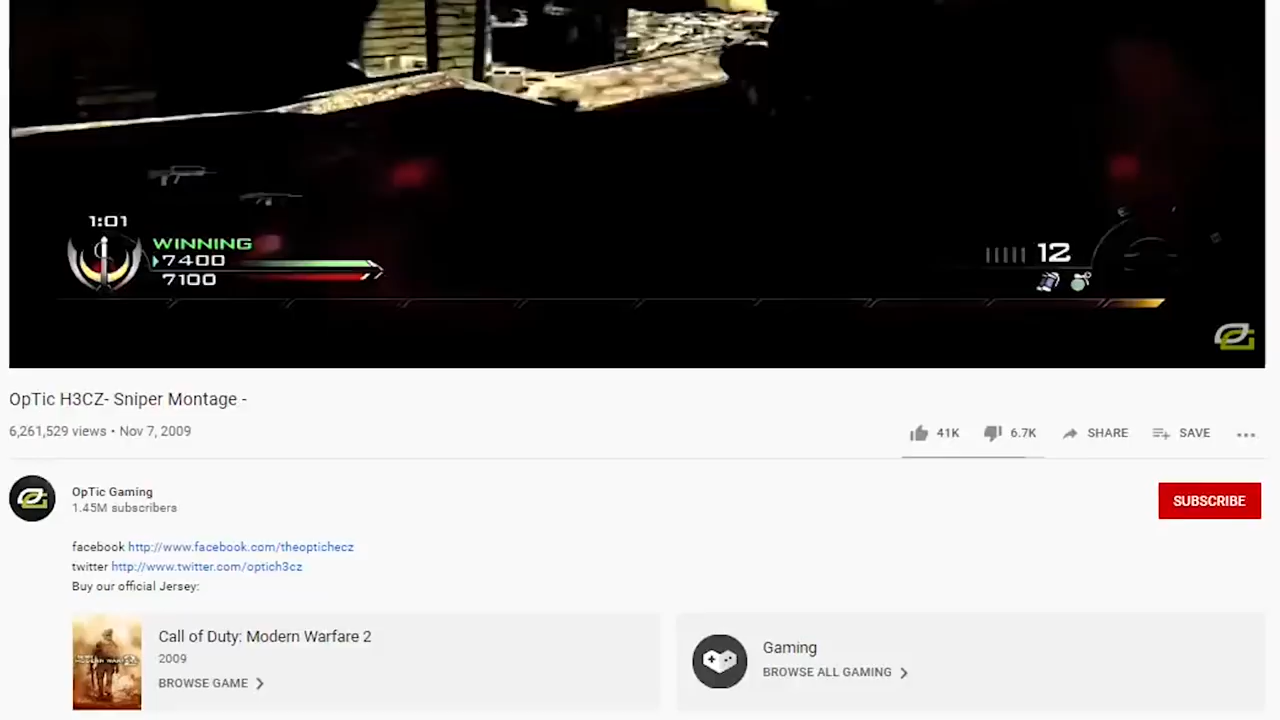 1:01
WINNING
7400
7100
12
OpTic H3CZ- Sniper Montage -
6,261,529 views • Nov 7, 2009
41K
6.7K
SHARE
SAVE
OpTic Gaming
1.45M subscribers
SUBSCRIBE
facebook http://www.facebook.com/theoptichecz
twitter http://www.twitter.com/optich3cz
Buy our official Jersey:
MODERN WARFARE 2
Call of Duty: Modern Warfare 2
2009
BROWSE GAME
Gaming
BROWSE ALL GAMING